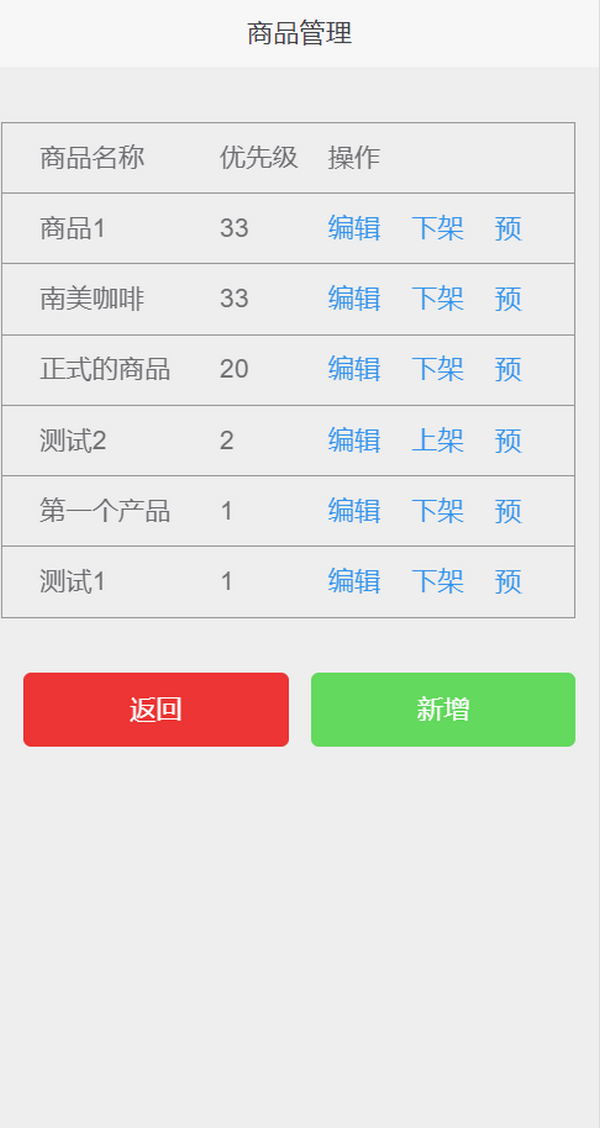 商品管理
商品名称 优先级 操作
商品1 33 编辑 下架 预
南美咖啡 33 编辑 下架 预
正式的商品 20 编辑 下架 预
测试2 2 编辑 上架 预
第一个产品 1 编辑 下架 预
测试1 1 编辑 下架 预
返回 新增